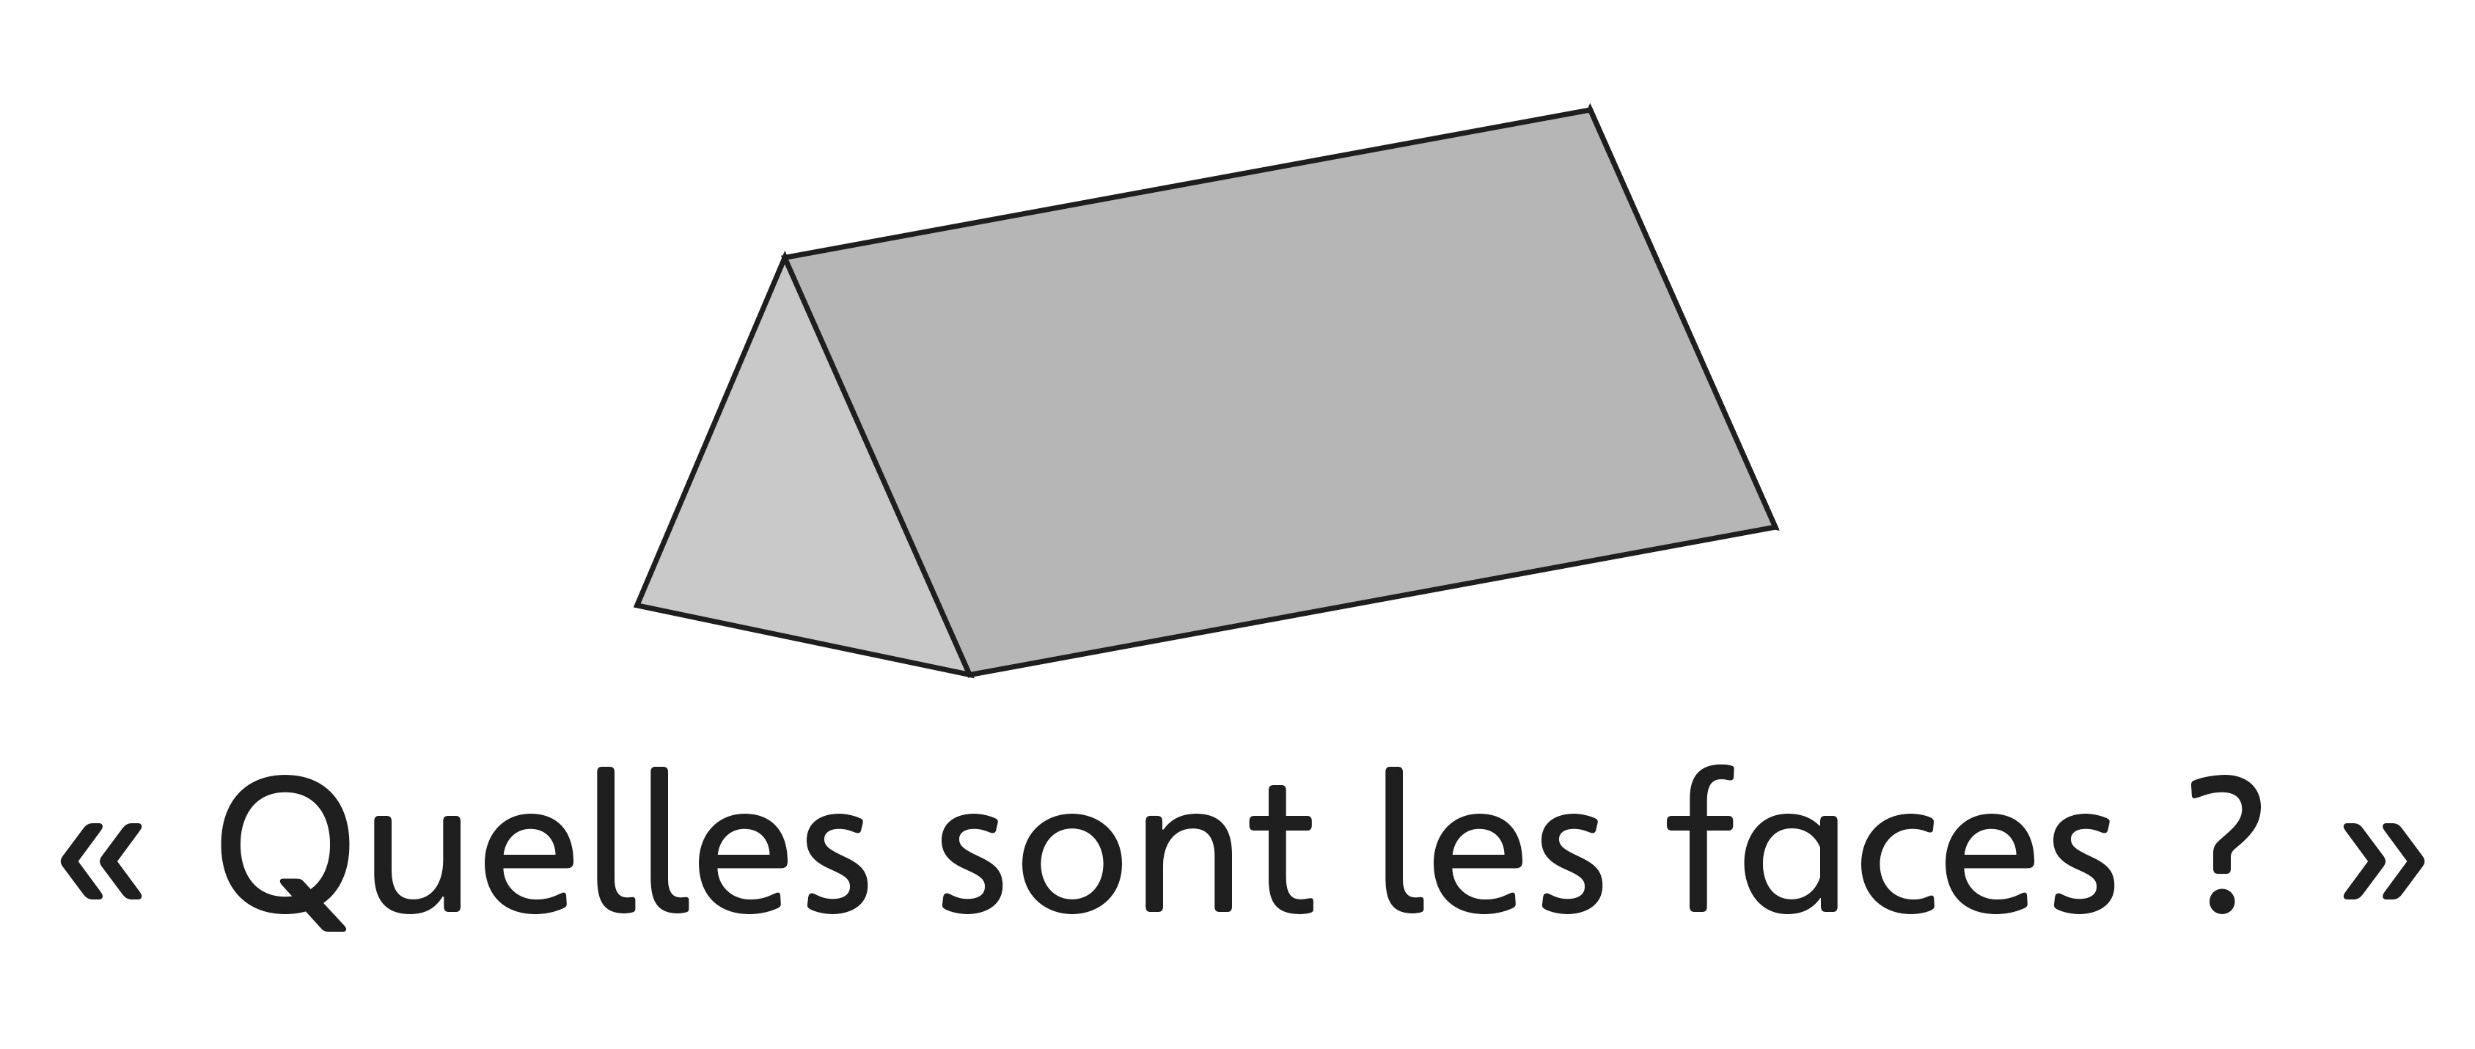 « Quelles sont les faces ? »